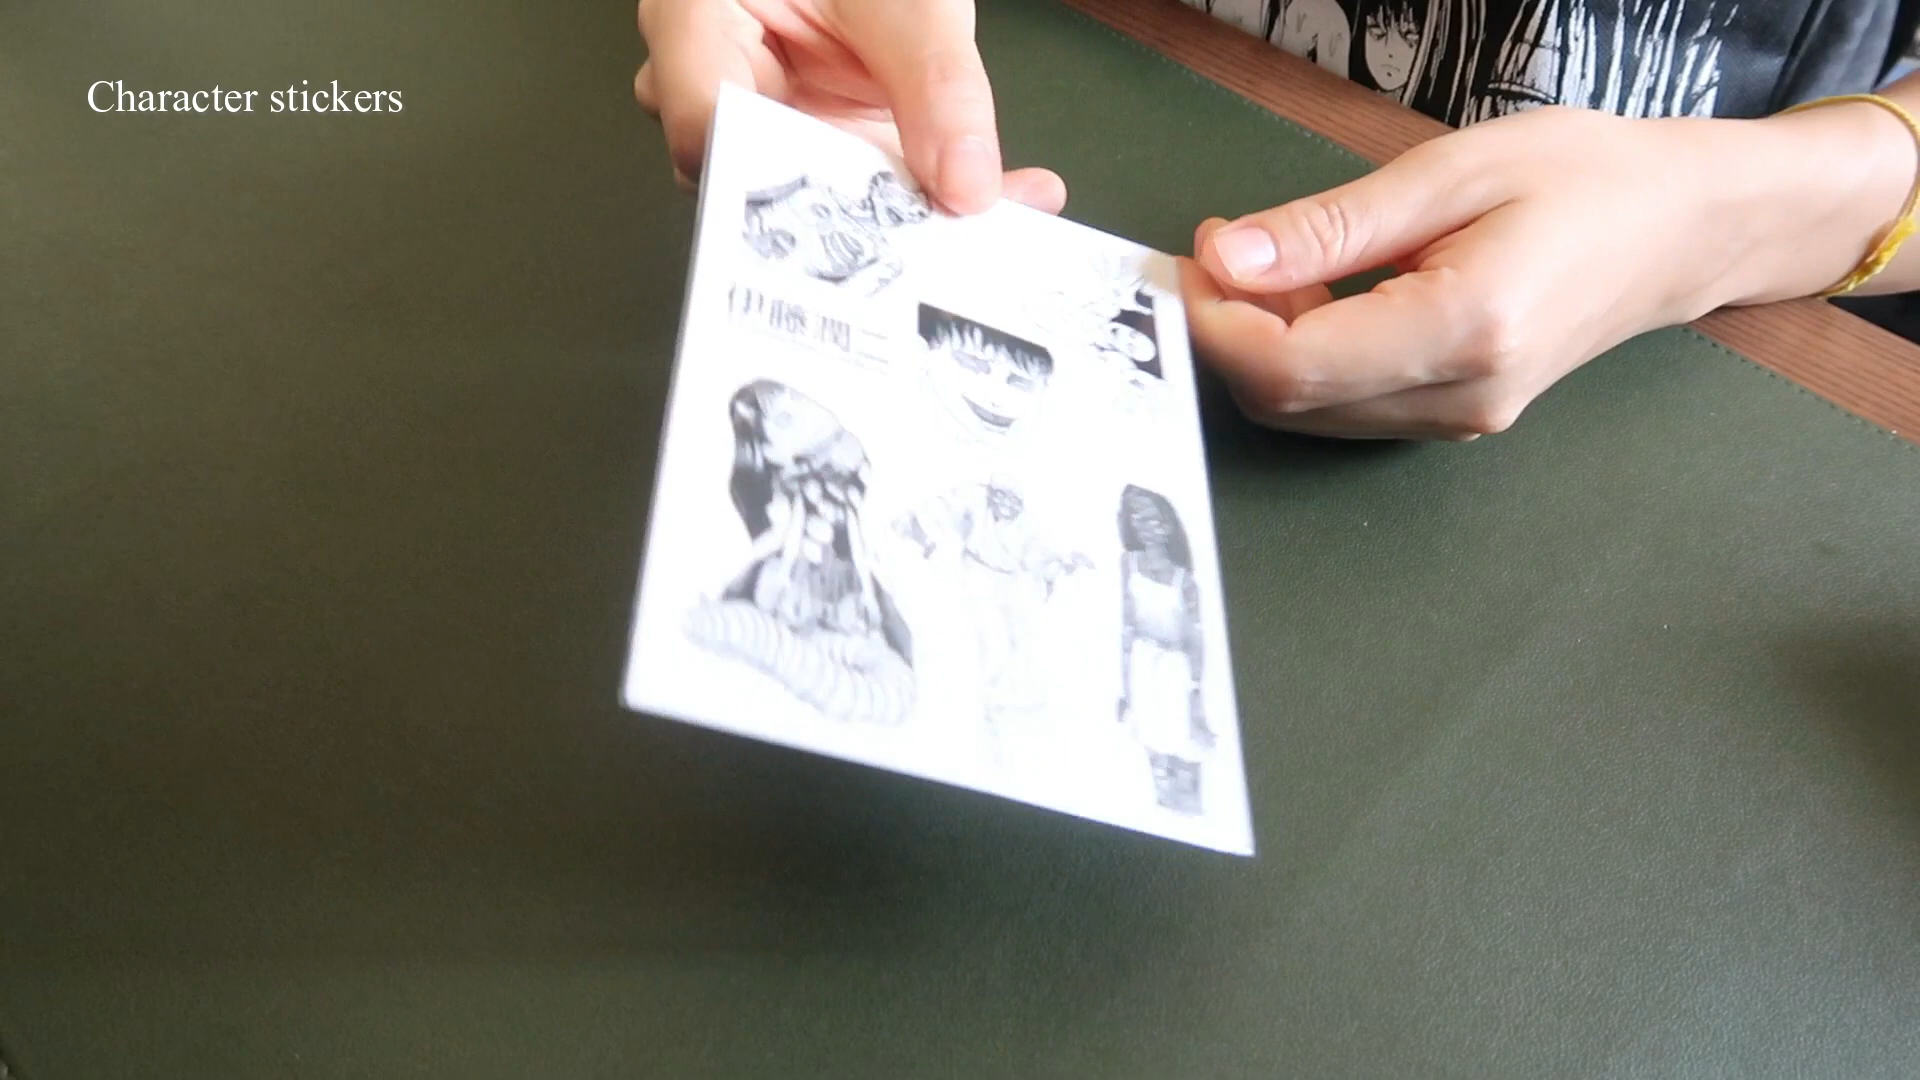 Character stickers
伊藤潤二